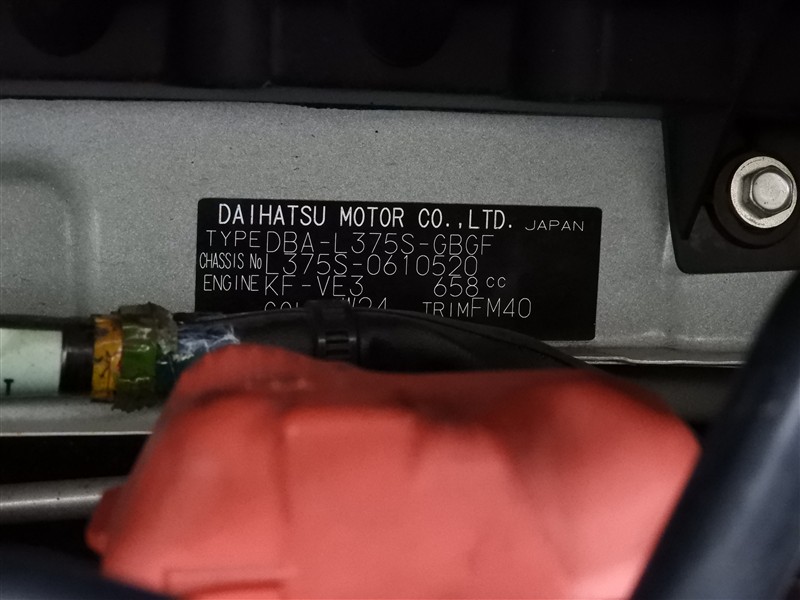 DAIHATSU MOTOR CO.,LTD. JAPAN
TYPE DBA-L375S-GBGF
CHASSIS No L375S-0610520
ENGINE KF-VE3 658 cc
TRIM FM40
T